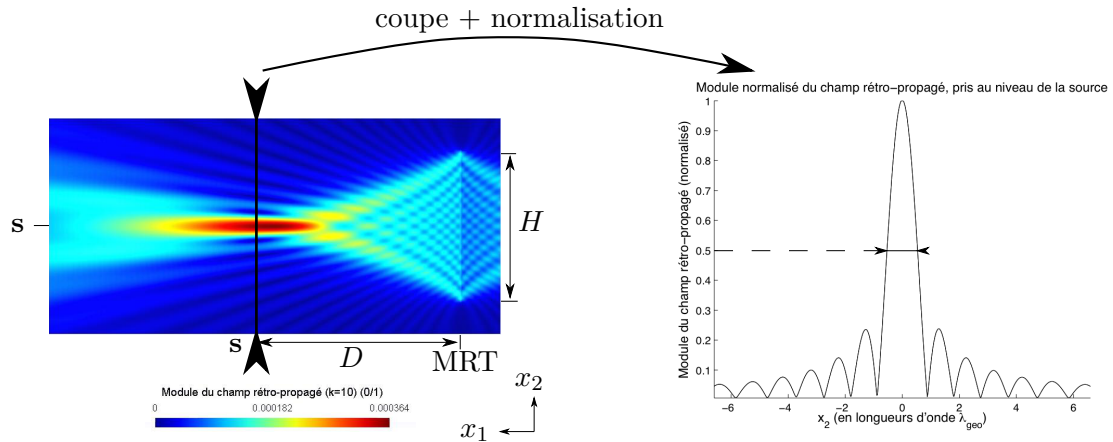 coupe + normalisation
s
H
s
D
MRT
x2
x1
Module du champ rétro-propagé (k=10) (0/1)
0 0.000182 0.000364
Module normalisé du champ rétro−propagé, pris au niveau de la source
Module du champ rétro−propagé (normalisé)
1
0.9
0.8
0.7
0.6
0.5
0.4
0.3
0.2
0.1
−6 −4 −2 0 2 4 6
x2 (en longueurs d'onde λgeo)